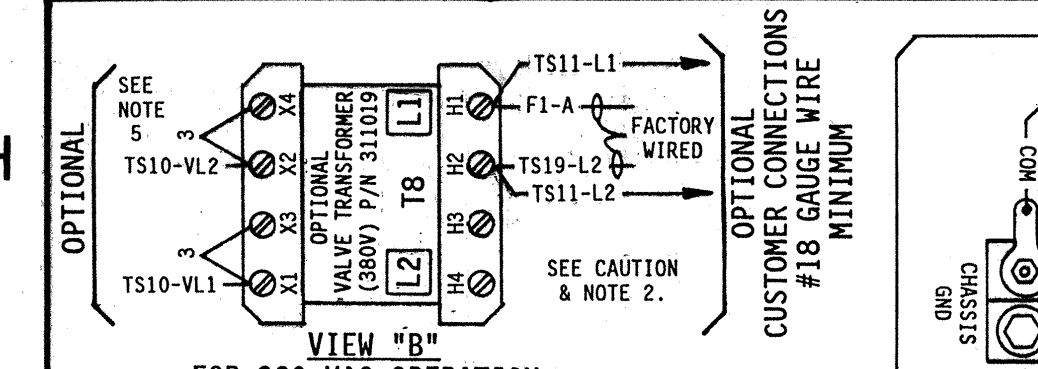 OPTIONAL
SEE
NOTE
5
3
TS10-VL2
3
TS10-VL1
X4
X2
X3
X1
OPTIONAL
VALVE TRANSFORMER
(380V) P/N 311019
L1
T8
L2
H1
H2
H3
H4
TS11-L1
F1-A
FACTORY
WIRED
TS19-L2
TS11-L2
SEE CAUTION
& NOTE 2.
OPTIONAL
CUSTOMER CONNECTIONS
#18 GAUGE WIRE
MINIMUM
VIEW "B"
COM
CHASSIS
GND